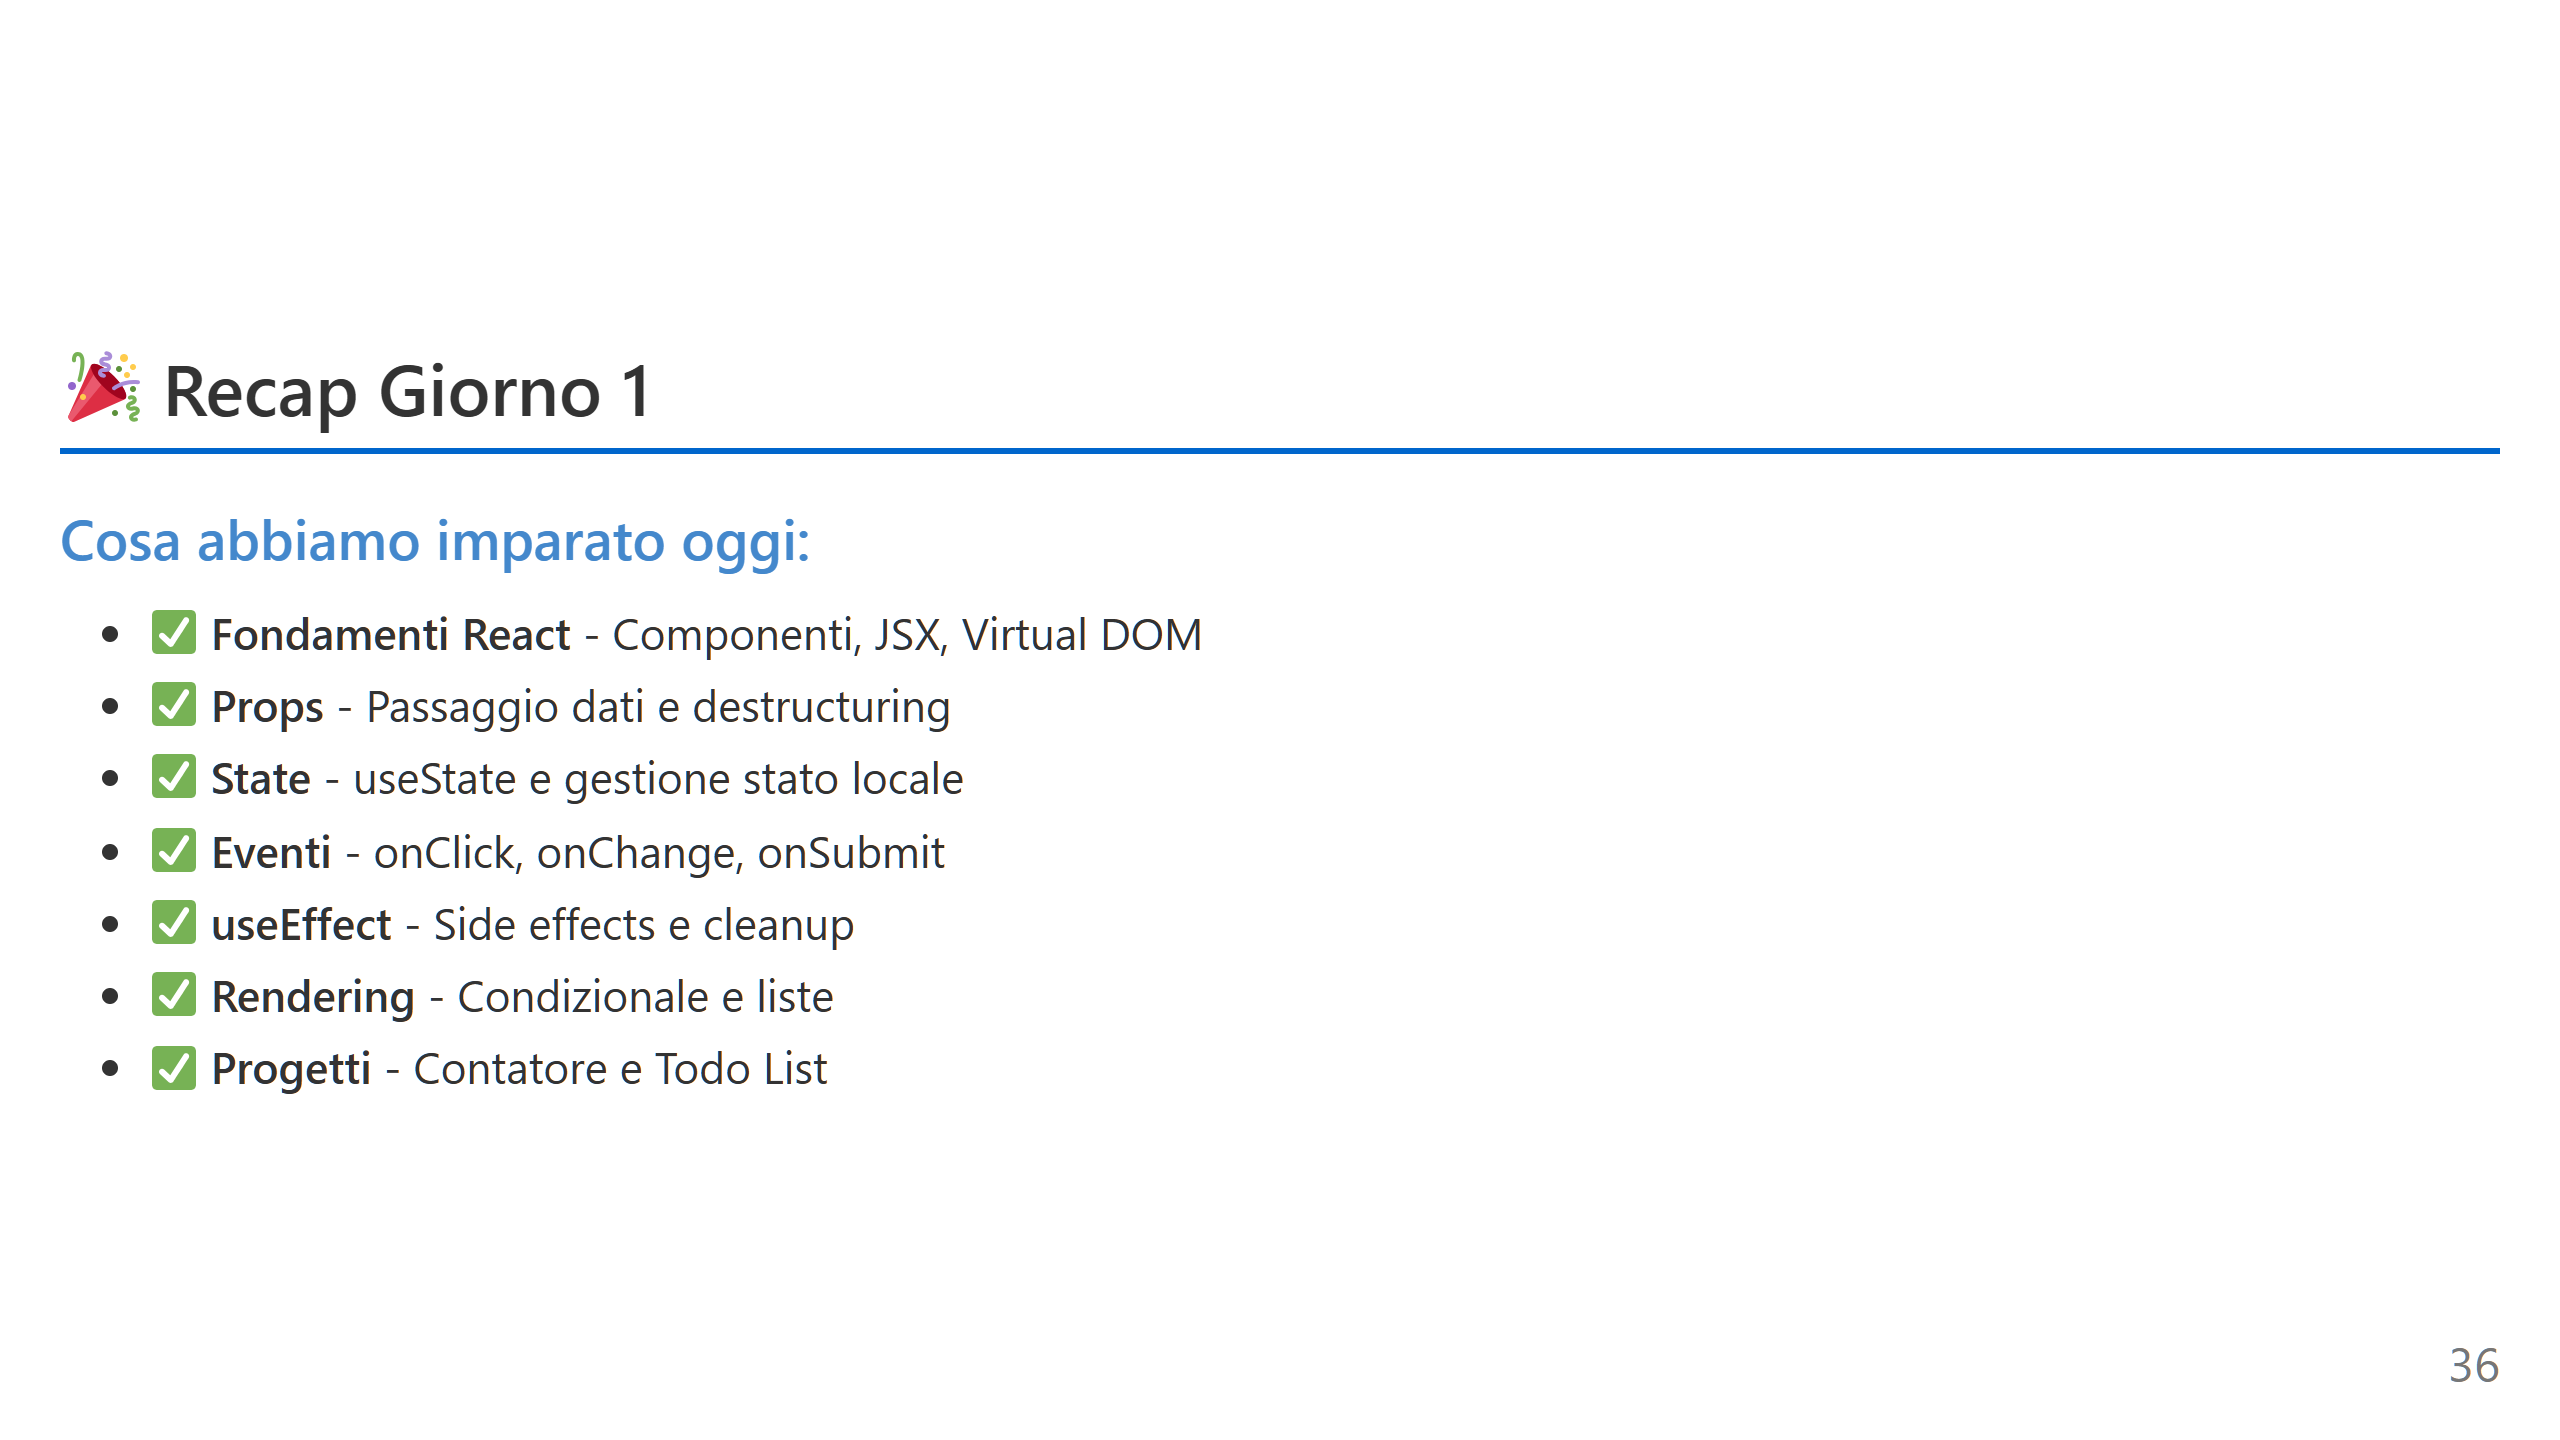 🎉 Recap Giorno 1
Cosa abbiamo imparato oggi:
• ✅ Fondamenti React - Componenti, JSX, Virtual DOM
• ✅ Props - Passaggio dati e destructuring
• ✅ State - useState e gestione stato locale
• ✅ Eventi - onClick, onChange, onSubmit
• ✅ useEffect - Side effects e cleanup
• ✅ Rendering - Condizionale e liste
• ✅ Progetti - Contatore e Todo List
36